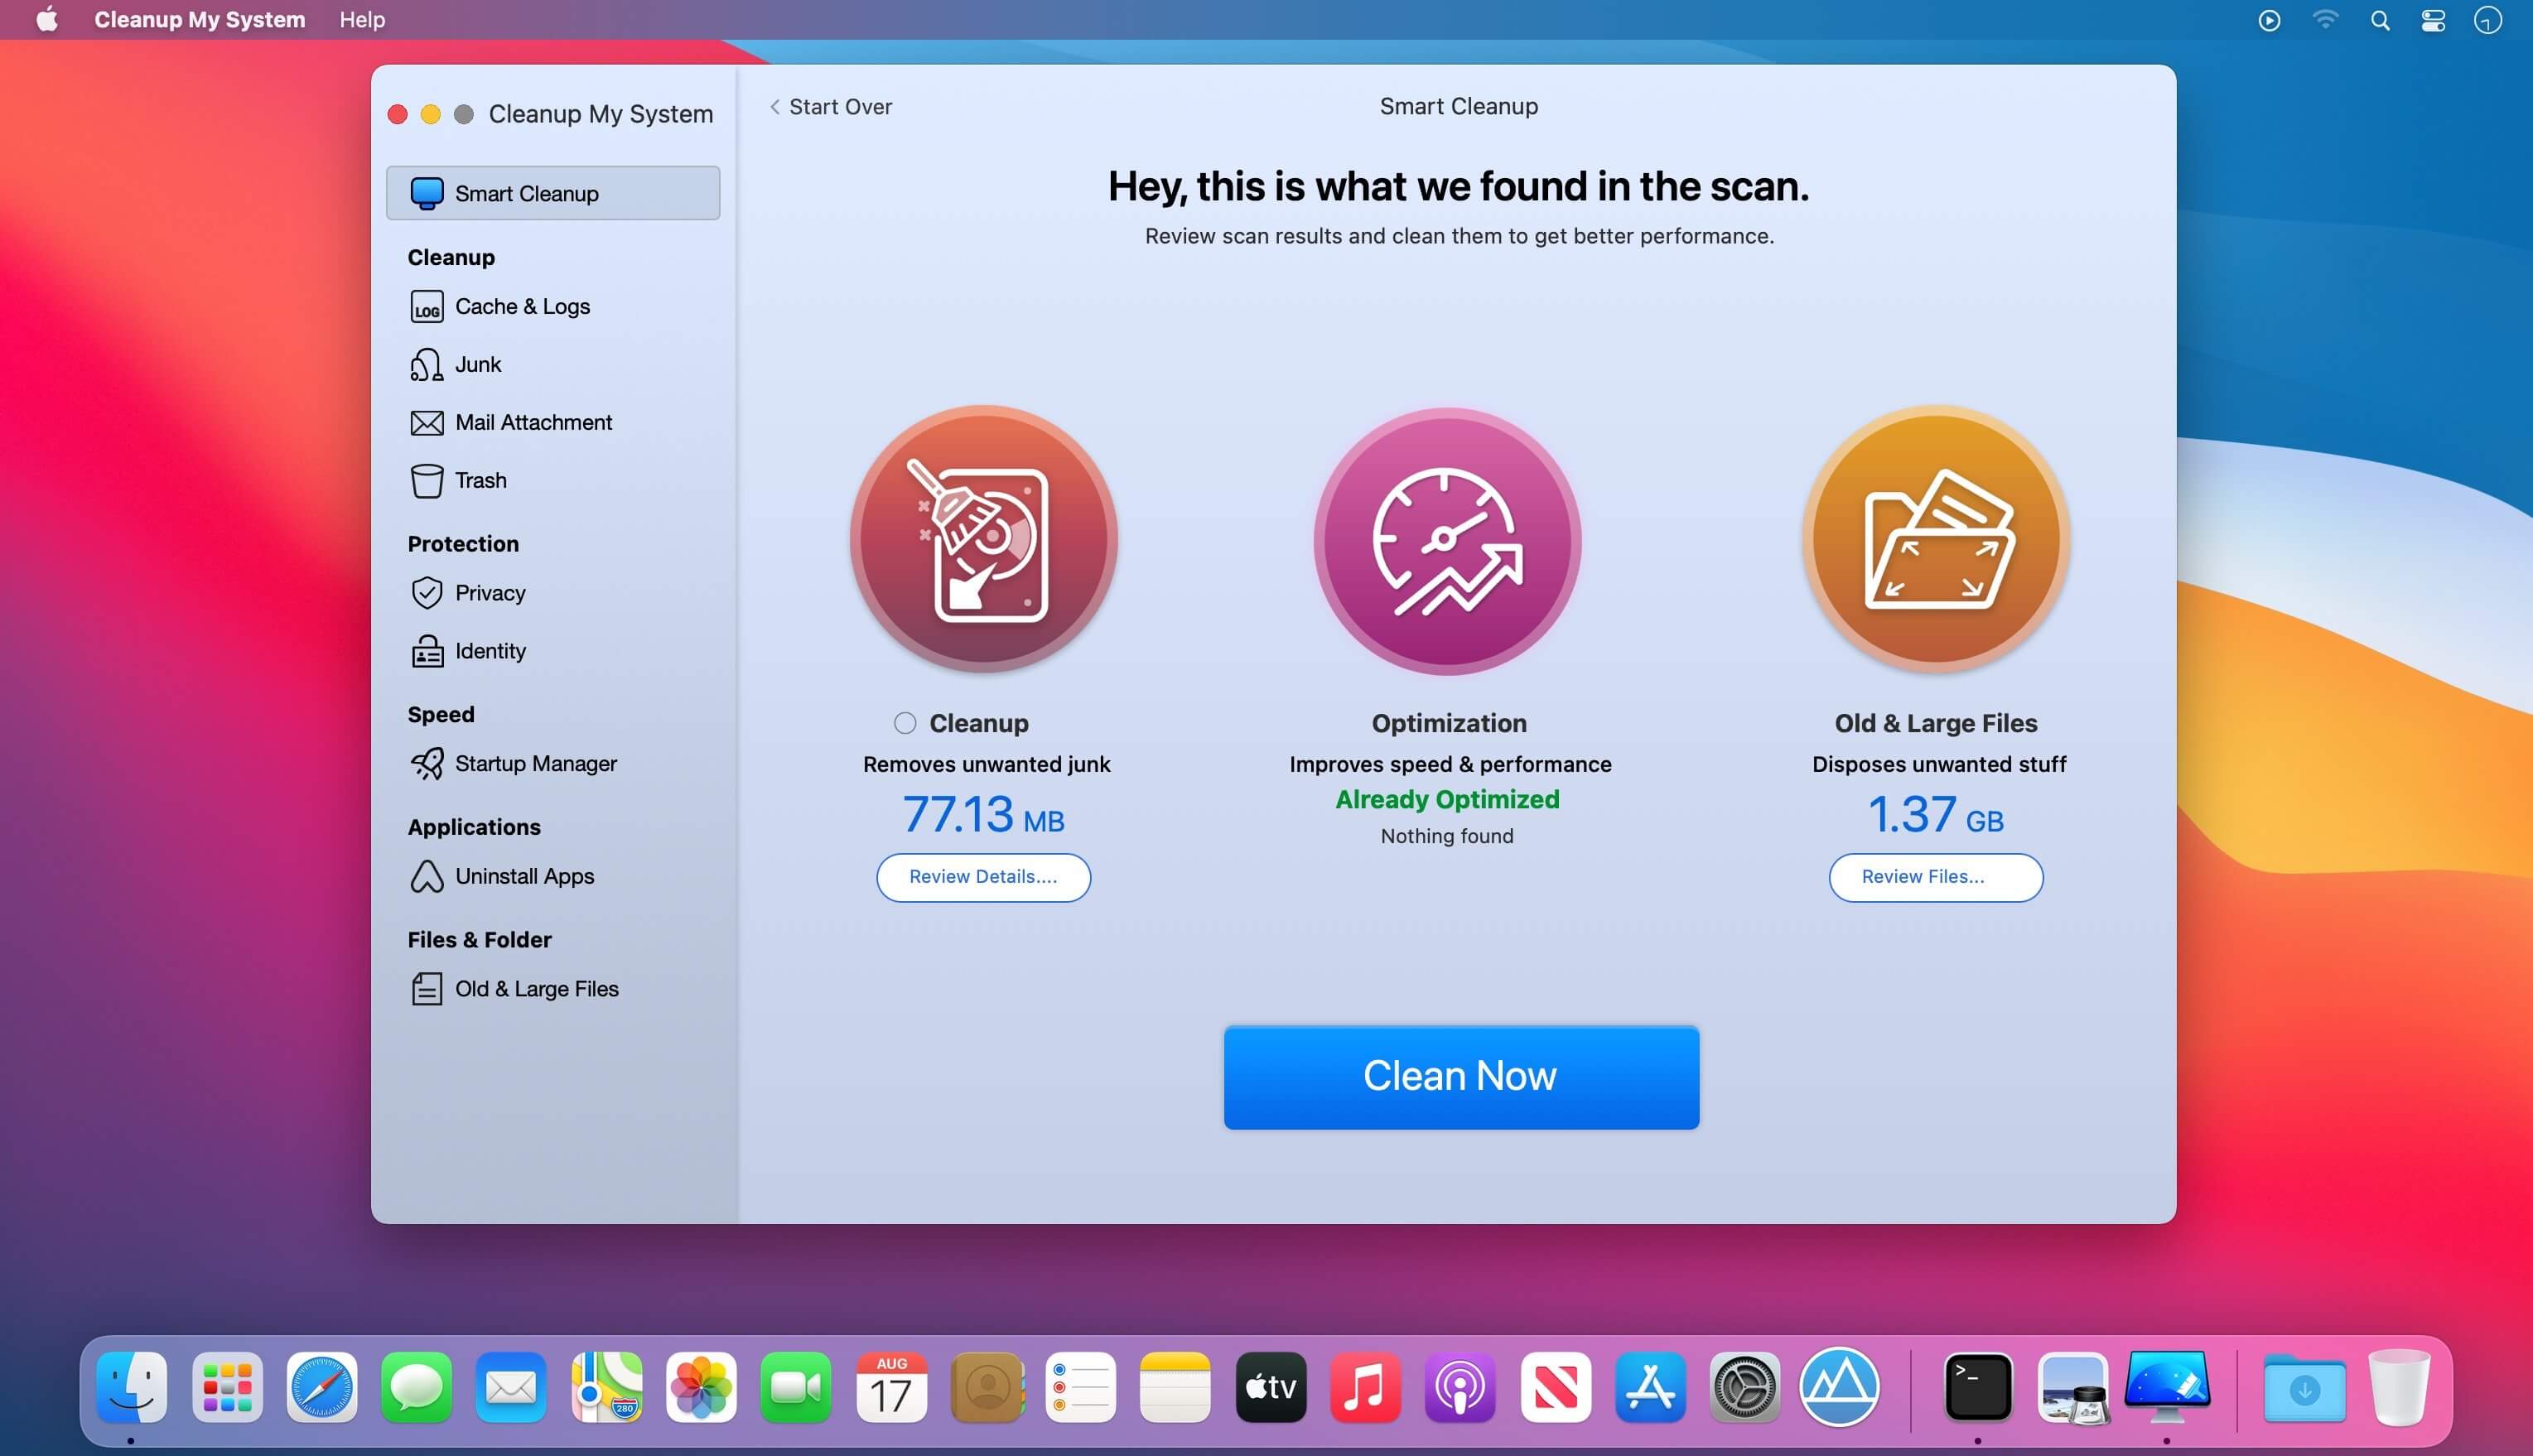 Cleanup My System Help
Cleanup My System
Smart Cleanup
Cleanup
LOG Cache & Logs
Junk
Mail Attachment
Trash
Protection
Privacy
Identity
Speed
Startup Manager
Applications
Uninstall Apps
Files & Folder
Old & Large Files
Start Over
Smart Cleanup
Hey, this is what we found in the scan.
Review scan results and clean them to get better performance.
Cleanup
Removes unwanted junk
77.13 MB
Review Details....
Optimization
Improves speed & performance
Already Optimized
Nothing found
Old & Large Files
Disposes unwanted stuff
1.37 GB
Review Files...
Clean Now
280
AUG
17
tv
>_